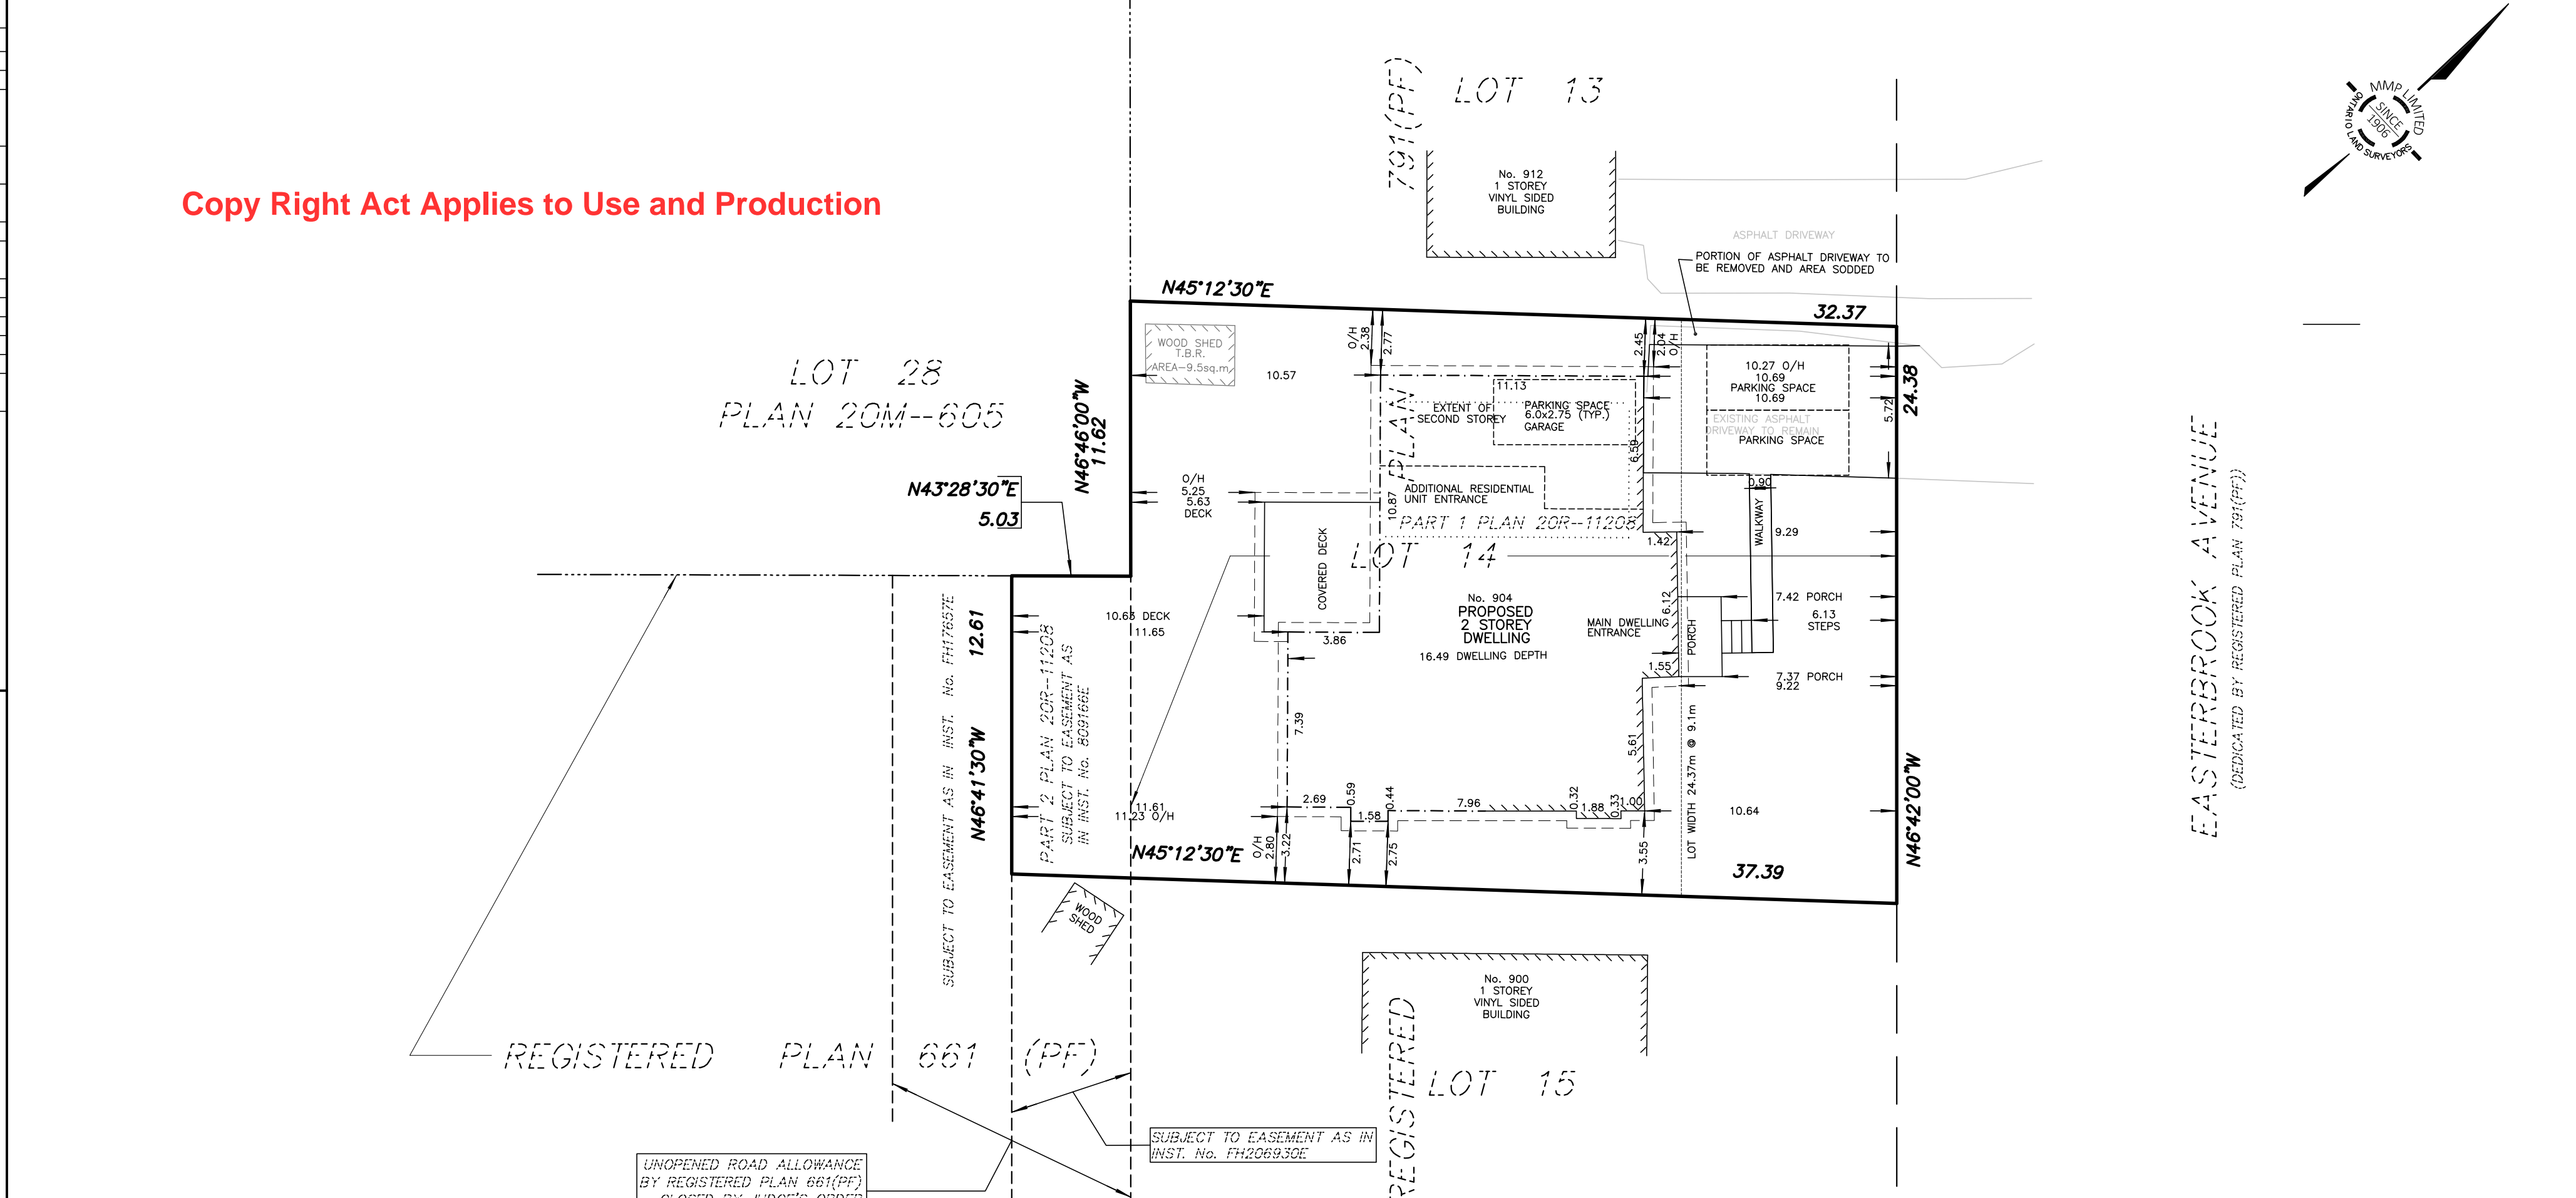 Copy Right Act Applies to Use and Production
MMP LIMITED
ONTARIO LAND SURVEYORS
SINCE
1906
791(PF)
LOT 13
No. 912
1 STOREY
VINYL SIDED
BUILDING
ASPHALT DRIVEWAY
PORTION OF ASPHALT DRIVEWAY TO
BE REMOVED AND AREA SODDED
N45°12'30"E
32.37
WOOD SHED
T.B.R.
AREA-9.5sq.m
O/H
2.38
2.77
2.45
2.04
O/H
10.57
11.13
10.27 O/H
10.69
PARKING SPACE
10.69
24.38
5.72
LOT 28
PLAN 20M--605
N46°46'00"W
11.62
PLAN
EXTENT OF
SECOND STOREY
PARKING SPACE
6.0x2.75 (TYP.)
GARAGE
6.59
EXISTING ASPHALT
DRIVEWAY TO REMAIN
PARKING SPACE
N43°28'30"E
5.03
O/H
5.25
5.63
DECK
10.87
ADDITIONAL RESIDENTIAL
UNIT ENTRANCE
0.90
WALKWAY
PART 1 PLAN 20R--11208
1.42
9.29
LOT 14
COVERED DECK
No. 904
PROPOSED
2 STOREY
DWELLING
16.49 DWELLING DEPTH
6.12
MAIN DWELLING
ENTRANCE
PORCH
7.42 PORCH
6.13
STEPS
1.55
7.37 PORCH
9.22
EASTERBROOK AVENUE
(DEDICATED BY REGISTERED PLAN 791(PF))
SUBJECT TO EASEMENT AS IN INST. No. FH17657E
12.61
N46°41'30"W
10.63 DECK
11.65
3.86
PART 2 PLAN 20R--11208
SUBJECT TO EASEMENT AS
IN INST. No. 809166E
7.39
5.61
LOT WIDTH 24.37m @ 9.1m
11.61
11.23 O/H
2.69
0.59
1.58
0.44
7.96
0.32
1.88
0.33
1.00
10.64
N46°42'00"W
N45°12'30"E
O/H
2.80
3.22
2.71
2.75
3.55
37.39
WOOD
SHED
No. 900
1 STOREY
VINYL SIDED
BUILDING
REGISTERED PLAN 661 (PF)
REGISTERED
LOT 15
SUBJECT TO EASEMENT AS IN
INST. No. FH206930E
UNOPENED ROAD ALLOWANCE
BY REGISTERED PLAN 661(PF)
CLOSED BY JUDGE'S ORDER